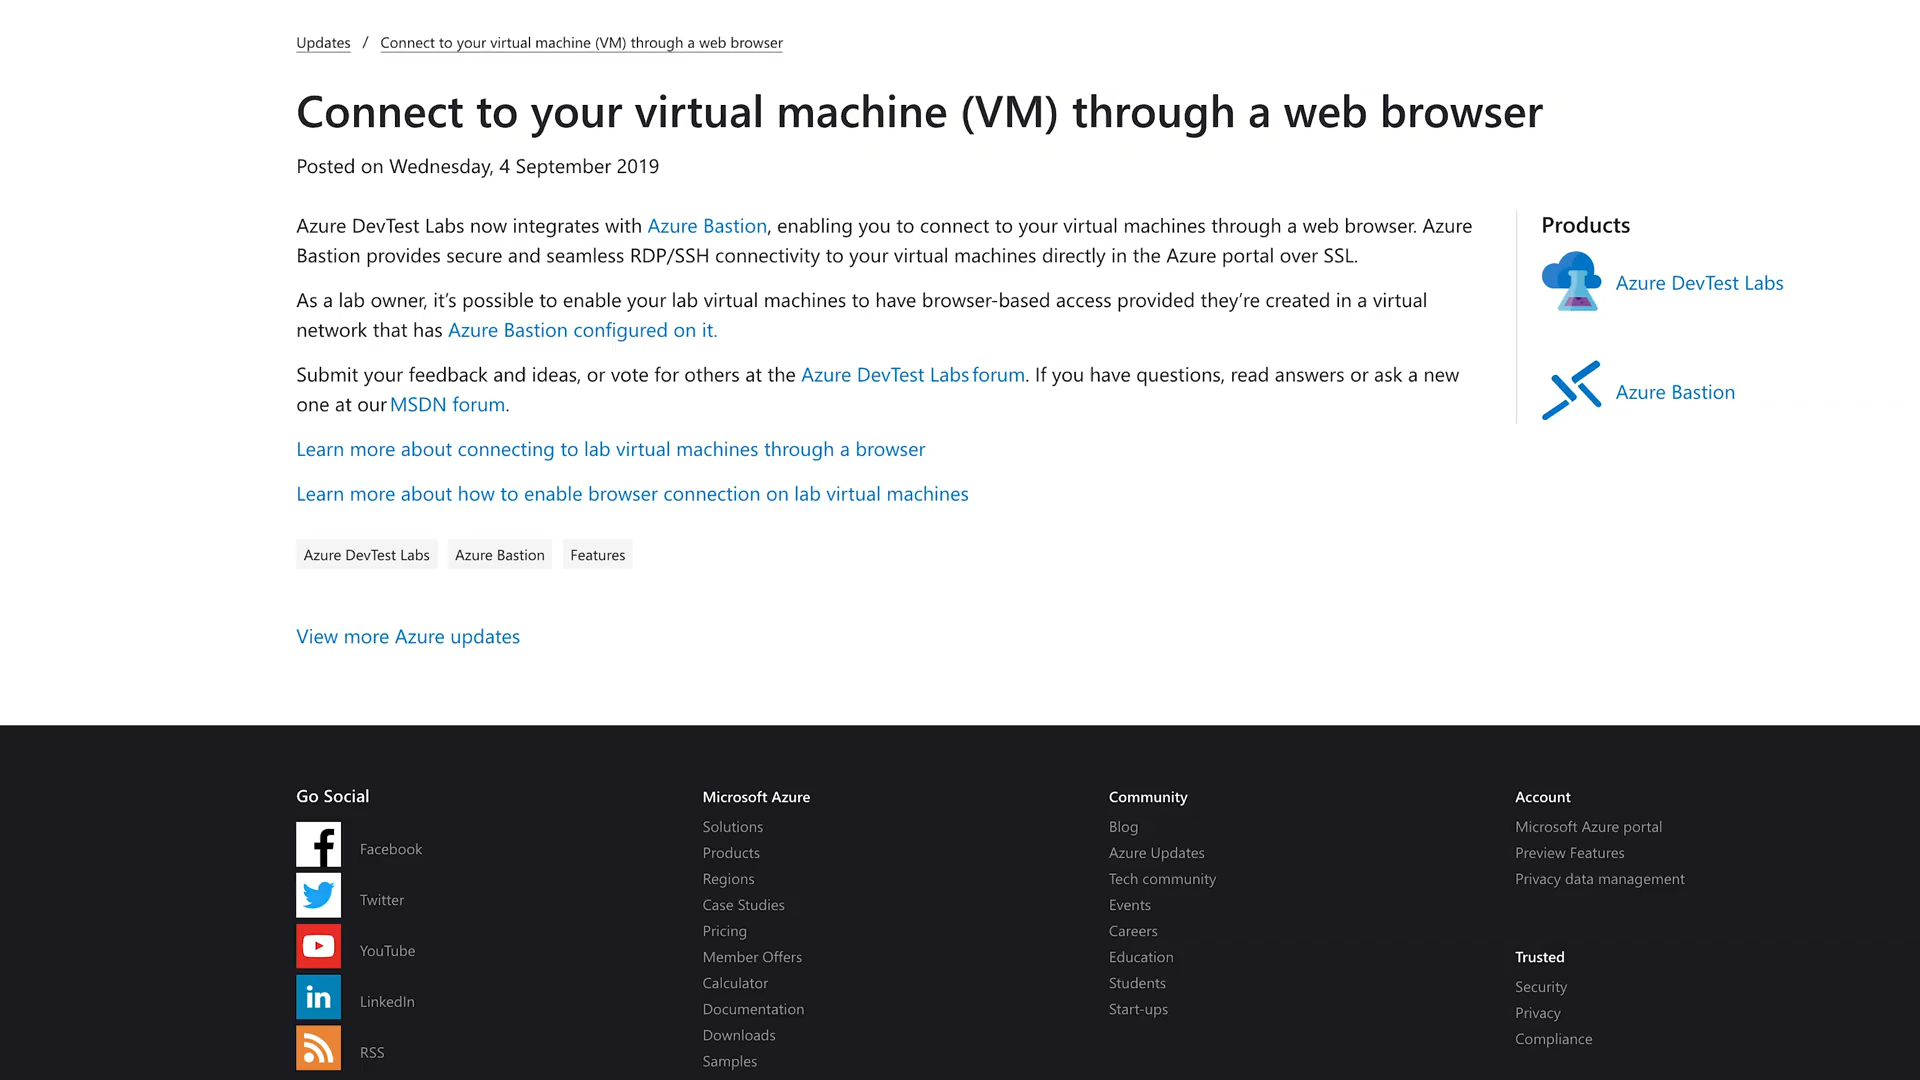 Updates / Connect to your virtual machine (VM) through a web browser
Connect to your virtual machine (VM) through a web browser
Posted on Wednesday, 4 September 2019
Azure DevTest Labs now integrates with Azure Bastion, enabling you to connect to your virtual machines through a web browser. Azure
Bastion provides secure and seamless RDP/SSH connectivity to your virtual machines directly in the Azure portal over SSL.
As a lab owner, it’s possible to enable your lab virtual machines to have browser-based access provided they’re created in a virtual
network that has Azure Bastion configured on it.
Submit your feedback and ideas, or vote for others at the Azure DevTest Labs forum. If you have questions, read answers or ask a new
one at our MSDN forum.
Learn more about connecting to lab virtual machines through a browser
Learn more about how to enable browser connection on lab virtual machines
Azure DevTest Labs Azure Bastion Features
View more Azure updates
Products
Azure DevTest Labs
Azure Bastion
Go Social
Facebook
Twitter
YouTube
LinkedIn
RSS
Microsoft Azure
Solutions
Products
Regions
Case Studies
Pricing
Member Offers
Calculator
Documentation
Downloads
Samples
Community
Blog
Azure Updates
Tech community
Events
Careers
Education
Students
Start-ups
Account
Microsoft Azure portal
Preview Features
Privacy data management
Trusted
Security
Privacy
Compliance